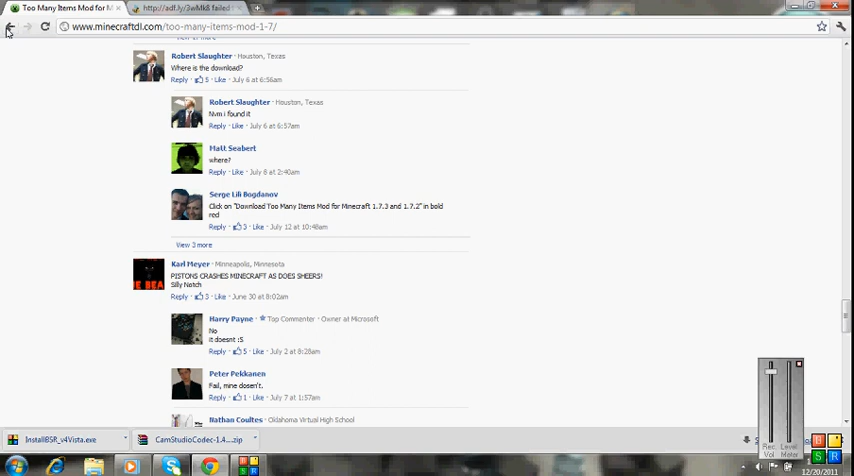 Too Many Items Mod for M
http://adf.ly/3wMk8 failed
www.minecraftdl.com/too-many-items-mod-1-7/
Robert Slaughter · Houston, Texas
Where is the download?
Reply · 5 · Like · July 6 at 6:56am
Robert Slaughter · Houston, Texas
Nvm i found it
Reply · Like · July 6 at 6:57am
Matt Seabert
where?
Reply · Like · July 8 at 2:40am
Serge Lili Bogdanov
Click on "Download Too Many Items Mod for Minecraft 1.7.3 and 1.7.2" in bold
red
Reply · 3 · Like · July 12 at 10:48am
View 3 more
Karl Meyer · Minneapolis, Minnesota
PISTONS CRASHES MINECRAFT AS DOES SHEERS!
Silly Notch
Reply · 3 · Like · June 30 at 8:02am
Harry Payne · Top Commenter · Owner at Microsoft
No
it doesnt :S
Reply · 5 · Like · July 2 at 8:28am
Peter Pekkanen
Fail, mine dosen't.
Reply · 1 · Like · July 7 at 1:57am
Nathan Coultes · Oklahoma Virtual High School
Rec. Vol
Level Meter
InstallBSR_v4Vista.exe
CamStudioCodec-1.4....zip
B S R
12/20/2011